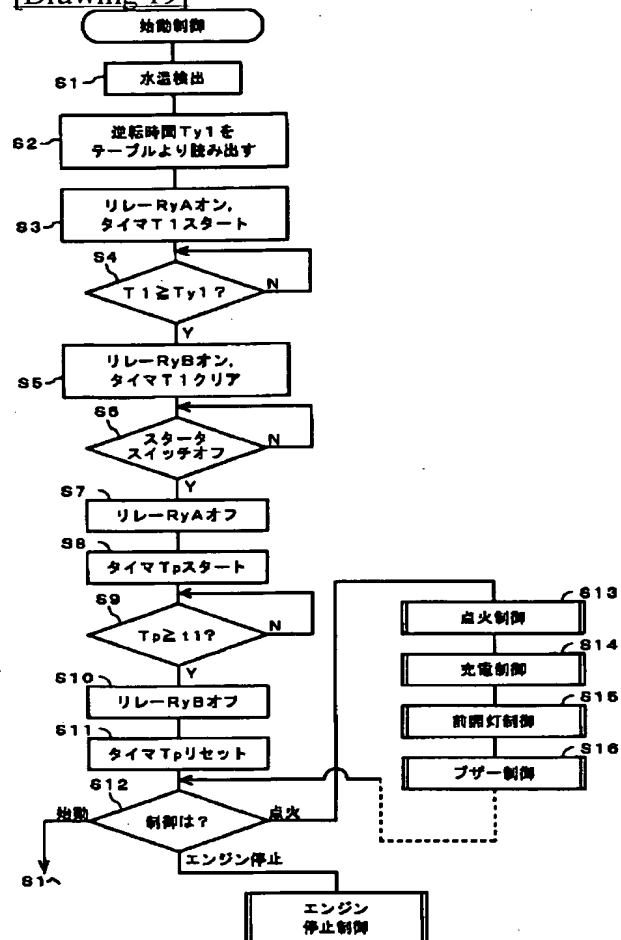 [Drawing 19]
始動制御
S1
水温検出
S2
逆転時間Ty1を
テーブルより読み出す
S3
リレーRyAオン,
タイマT1スタート
S4
T1≧Ty1?
N
Y
S5
リレーRyBオン,
タイマT1クリア
S6
スタータ
スイッチオフ
N
Y
S7
リレーRyAオフ
S8
タイマTpスタート
S9
Tp≧t1?
N
Y
S10
リレーRyBオフ
S11
タイマTpリセット
S12
制御は?
始動
S1へ
点火
エンジン停止
エンジン
停止制御
S13
点火制御
S14
充電制御
S15
前照灯制御
S16
ブザー制御